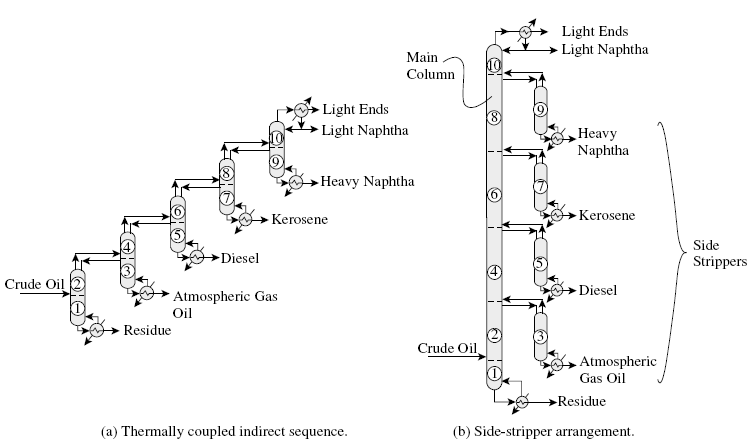 Light Ends
Light Naphtha
10
9
Heavy Naphtha
8
7
Kerosene
6
5
Diesel
4
3
Atmospheric Gas
Oil
Crude Oil
2
1
Residue
(a) Thermally coupled indirect sequence.
Light Ends
Light Naphtha
Main
Column
10
9
8
Heavy
Naphtha
7
6
Kerosene
Side
Strippers
5
4
Diesel
3
2
Crude Oil
Atmospheric
Gas Oil
1
Residue
(b) Side-stripper arrangement.